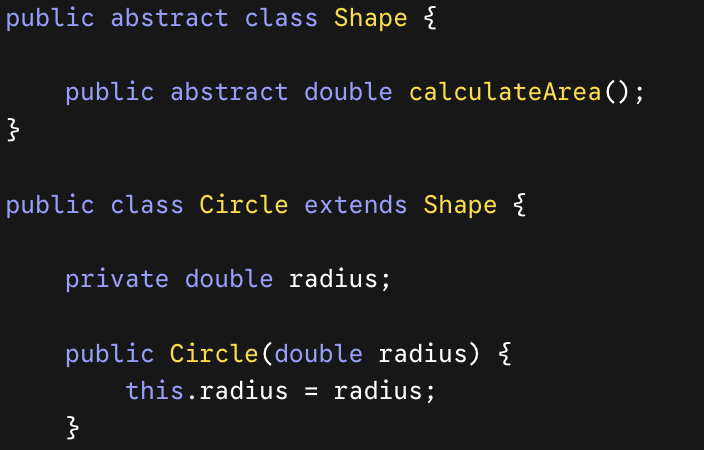 public abstract class Shape {
    public abstract double calculateArea();
}
public class Circle extends Shape {
    private double radius;
    public Circle(double radius) {
        this.radius = radius;
    }